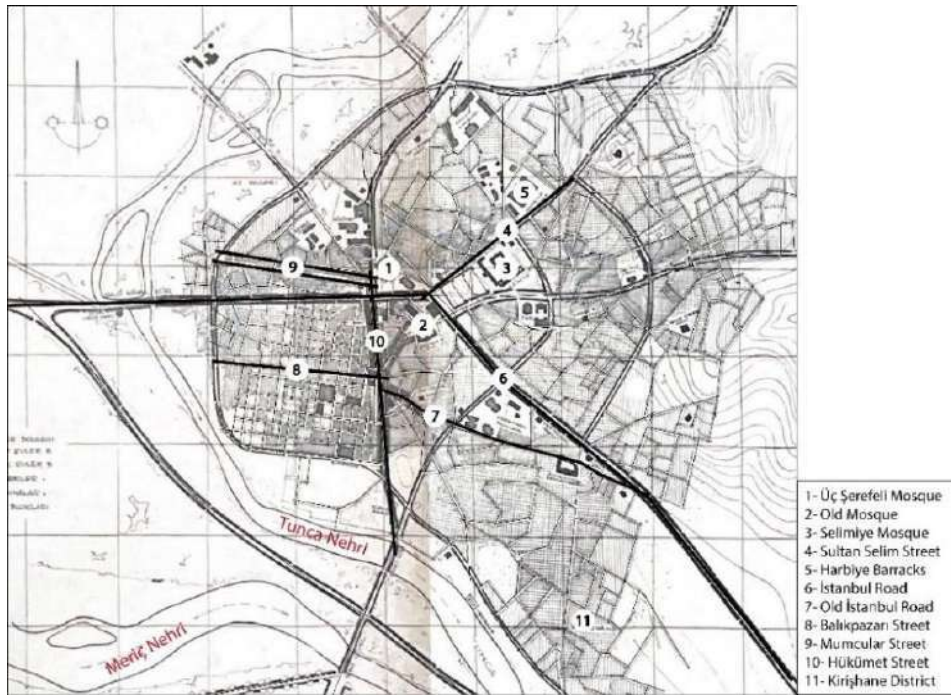 5
4
3
1
9
2
10
8
6
7
11
Tunca Nehri
Meriç Nehri
1- Üç Şerefeli Mosque
2- Old Mosque
3- Selimiye Mosque
4- Sultan Selim Street
5- Harbiye Barracks
6- İstanbul Road
7- Old İstanbul Road
8- Balıkpazarı Street
9- Mumcular Street
10- Hükümet Street
11- Kirişhane District